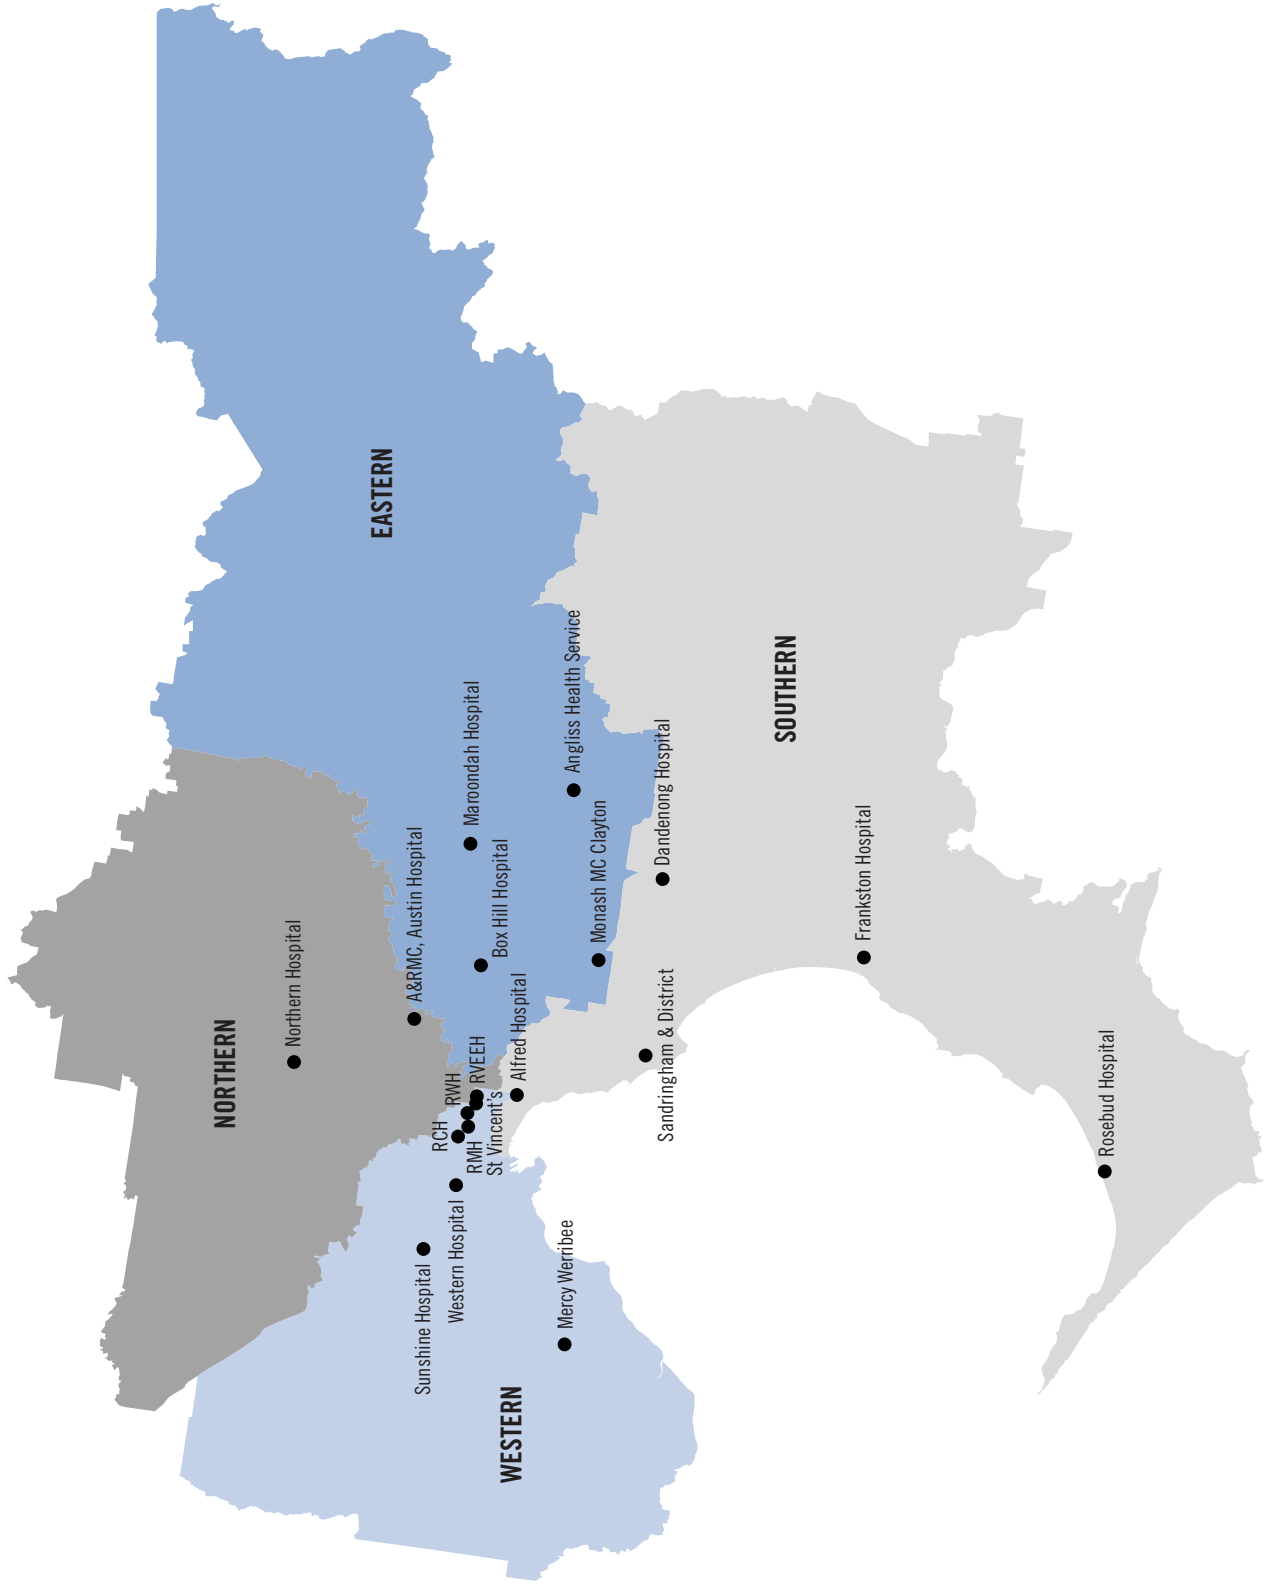 EASTERN
NORTHERN
SOUTHERN
WESTERN
Northern Hospital
A&RMC, Austin Hospital
Maroondah Hospital
Box Hill Hospital
Angliss Health Service
Monash MC Clayton
Dandenong Hospital
Alfred Hospital
RVEEH
RWH
RCH
RMH
St Vincent's
Western Hospital
Sunshine Hospital
Mercy Werribee
Sandringham & District
Frankston Hospital
Rosebud Hospital